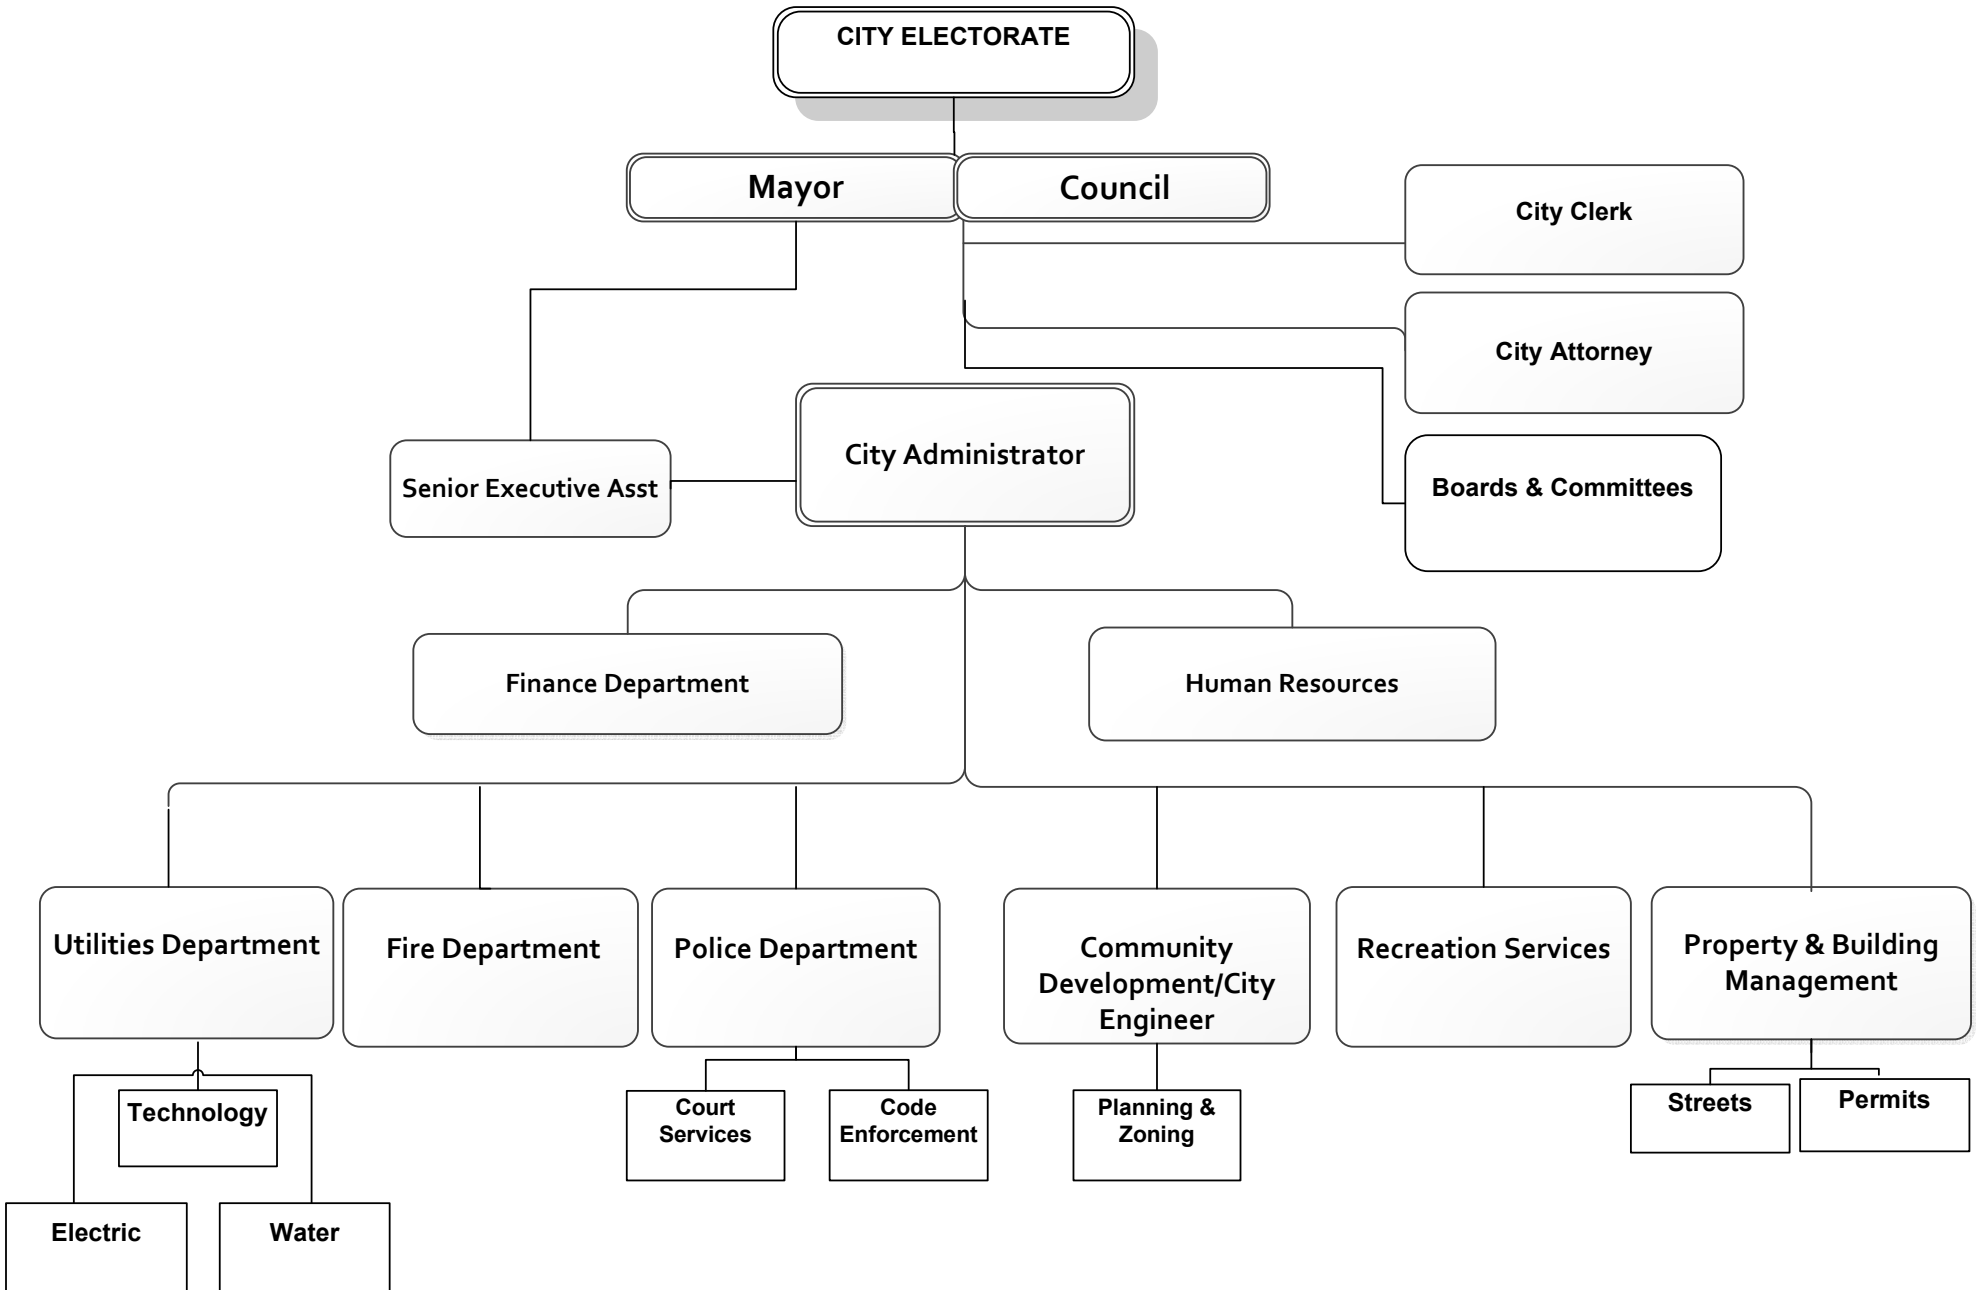 CITY ELECTORATE
Mayor
Council
City Clerk
City Attorney
City Administrator
Senior Executive Asst
Boards & Committees
Finance Department
Human Resources
Utilities Department
Fire Department
Police Department
Community
Development/City
Engineer
Recreation Services
Property & Building
Management
Technology
Court
Services
Code
Enforcement
Planning &
Zoning
Streets
Permits
Electric
Water